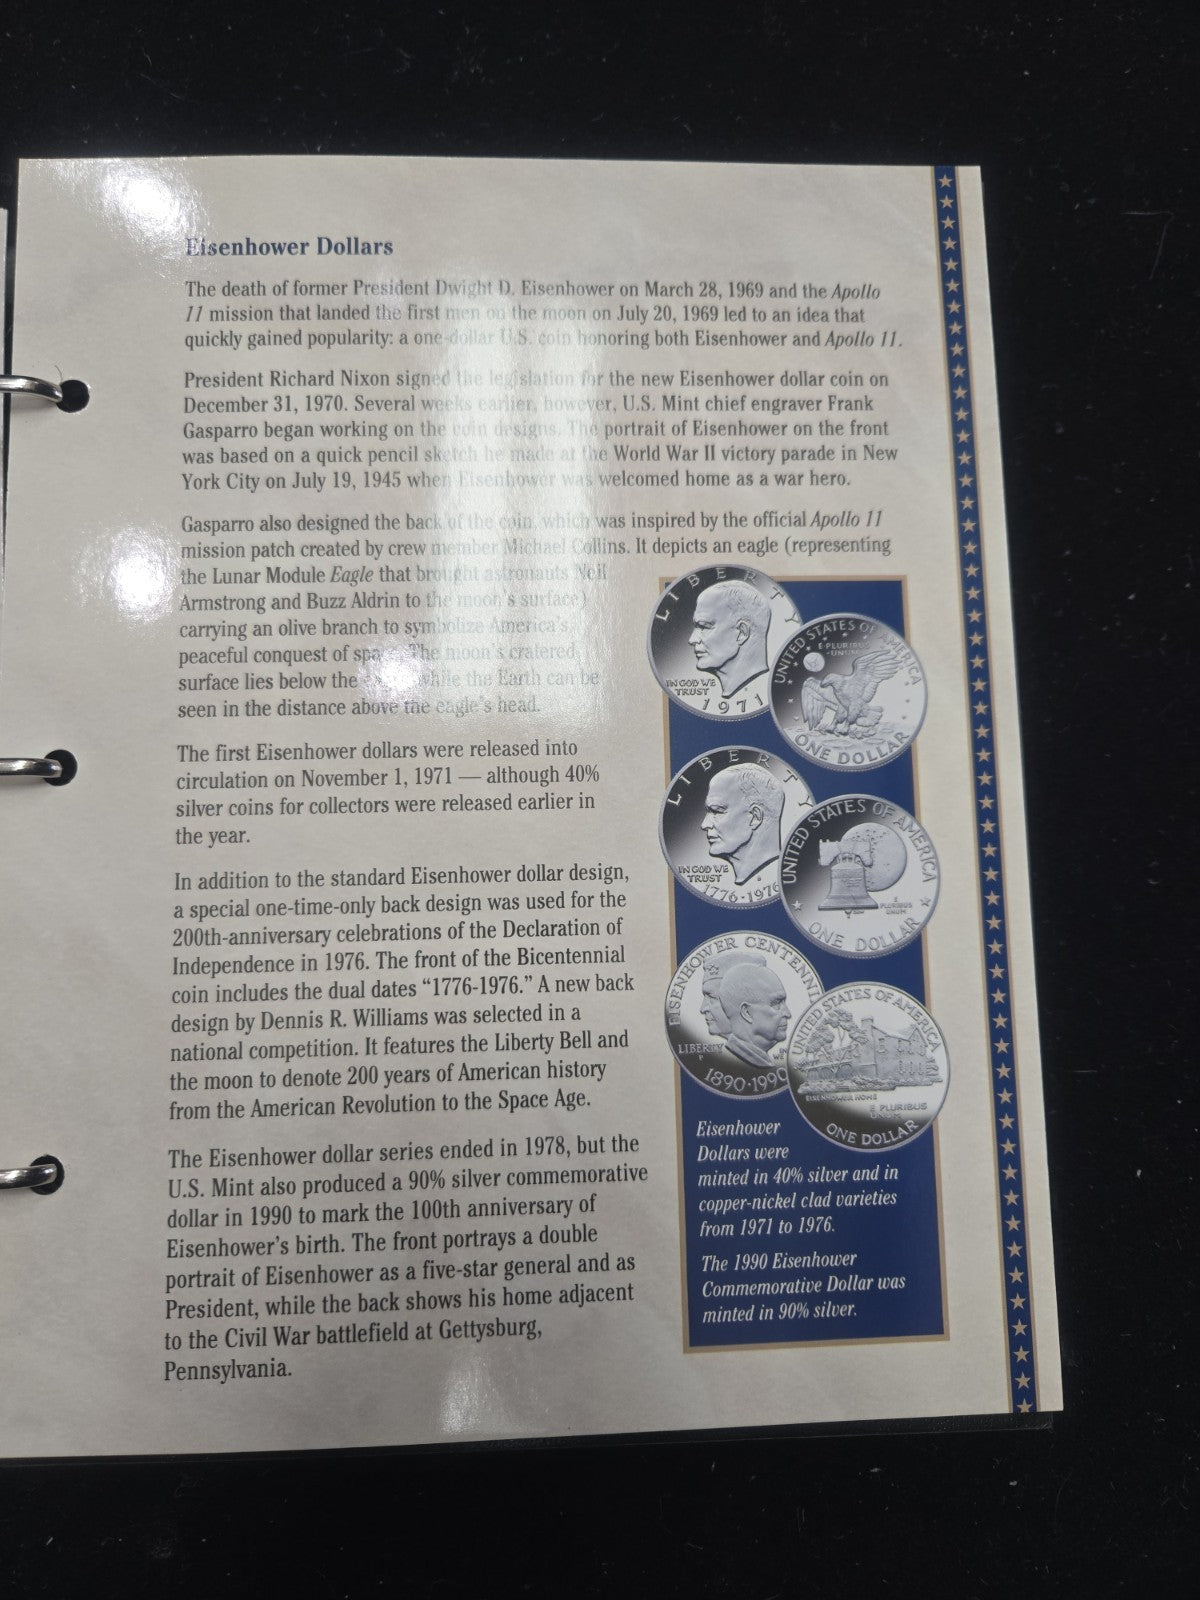 Eisenhower Dollars
The death of former President Dwight D. Eisenhower on March 28, 1969 and the Apollo
11 mission that landed the first men on the moon on July 20, 1969 led to an idea that
quickly gained popularity: a one-dollar U.S. coin honoring both Eisenhower and Apollo 11.
President Richard Nixon signed the legislation for the new Eisenhower dollar coin on
December 31, 1970. Several weeks earlier, however, U.S. Mint chief engraver Frank
Gasparro began working on the coin designs. The portrait of Eisenhower on the front
was based on a quick pencil sketch he made at the World War II victory parade in New
York City on July 19, 1945 when Eisenhower was welcomed home as a war hero.
Gasparro also designed the back of the coin, which was inspired by the official Apollo 11
mission patch created by crew member Michael Collins. It depicts an eagle (representing
the Lunar Module Eagle that brought astronauts Neil
Armstrong and Buzz Aldrin to the moon's surface)
carrying an olive branch to symbolize America's
peaceful conquest of The moon's cratered
surface lies below the while the Earth can be
seen in the distance above the eagle's head.
The first Eisenhower dollars were released into
circulation on November 1, 1971 — although 40%
silver coins for collectors were released earlier in
the year.
In addition to the standard Eisenhower dollar design,
a special one-time-only back design was used for the
200th-anniversary celebrations of the Declaration of
Independence in 1976. The front of the Bicentennial
coin includes the dual dates “1776-1976.” A new back
design by Dennis R. Williams was selected in a
national competition. It features the Liberty Bell and
the moon to denote 200 years of American history
from the American Revolution to the Space Age.
The Eisenhower dollar series ended in 1978, but the
U.S. Mint also produced a 90% silver commemorative
dollar in 1990 to mark the 100th anniversary of
Eisenhower's birth. The front portrays a double
portrait of Eisenhower as a five-star general and as
President, while the back shows his home adjacent
to the Civil War battlefield at Gettysburg,
Pennsylvania.
LIBERTY
IN GOD WE
TRUST
1971
UNITED STATES OF AMERICA
E·PLURIBUS
·UNUM·
ONE DOLLAR
LIBERTY
IN GOD WE
TRUST
1776·1976
UNITED STATES OF AMERICA
E
PLURIBUS
UNUM
ONE DOLLAR
EISENHOWER CENTENNI
LIBERTY
P
1890·1990
UNITED STATES OF AMERICA
EISENHOWER HOME
E PLURIBUS
UNUM
ONE DOLLAR
Eisenhower
Dollars were
minted in 40% silver and in
copper-nickel clad varieties
from 1971 to 1976.
The 1990 Eisenhower
Commemorative Dollar was
minted in 90% silver.